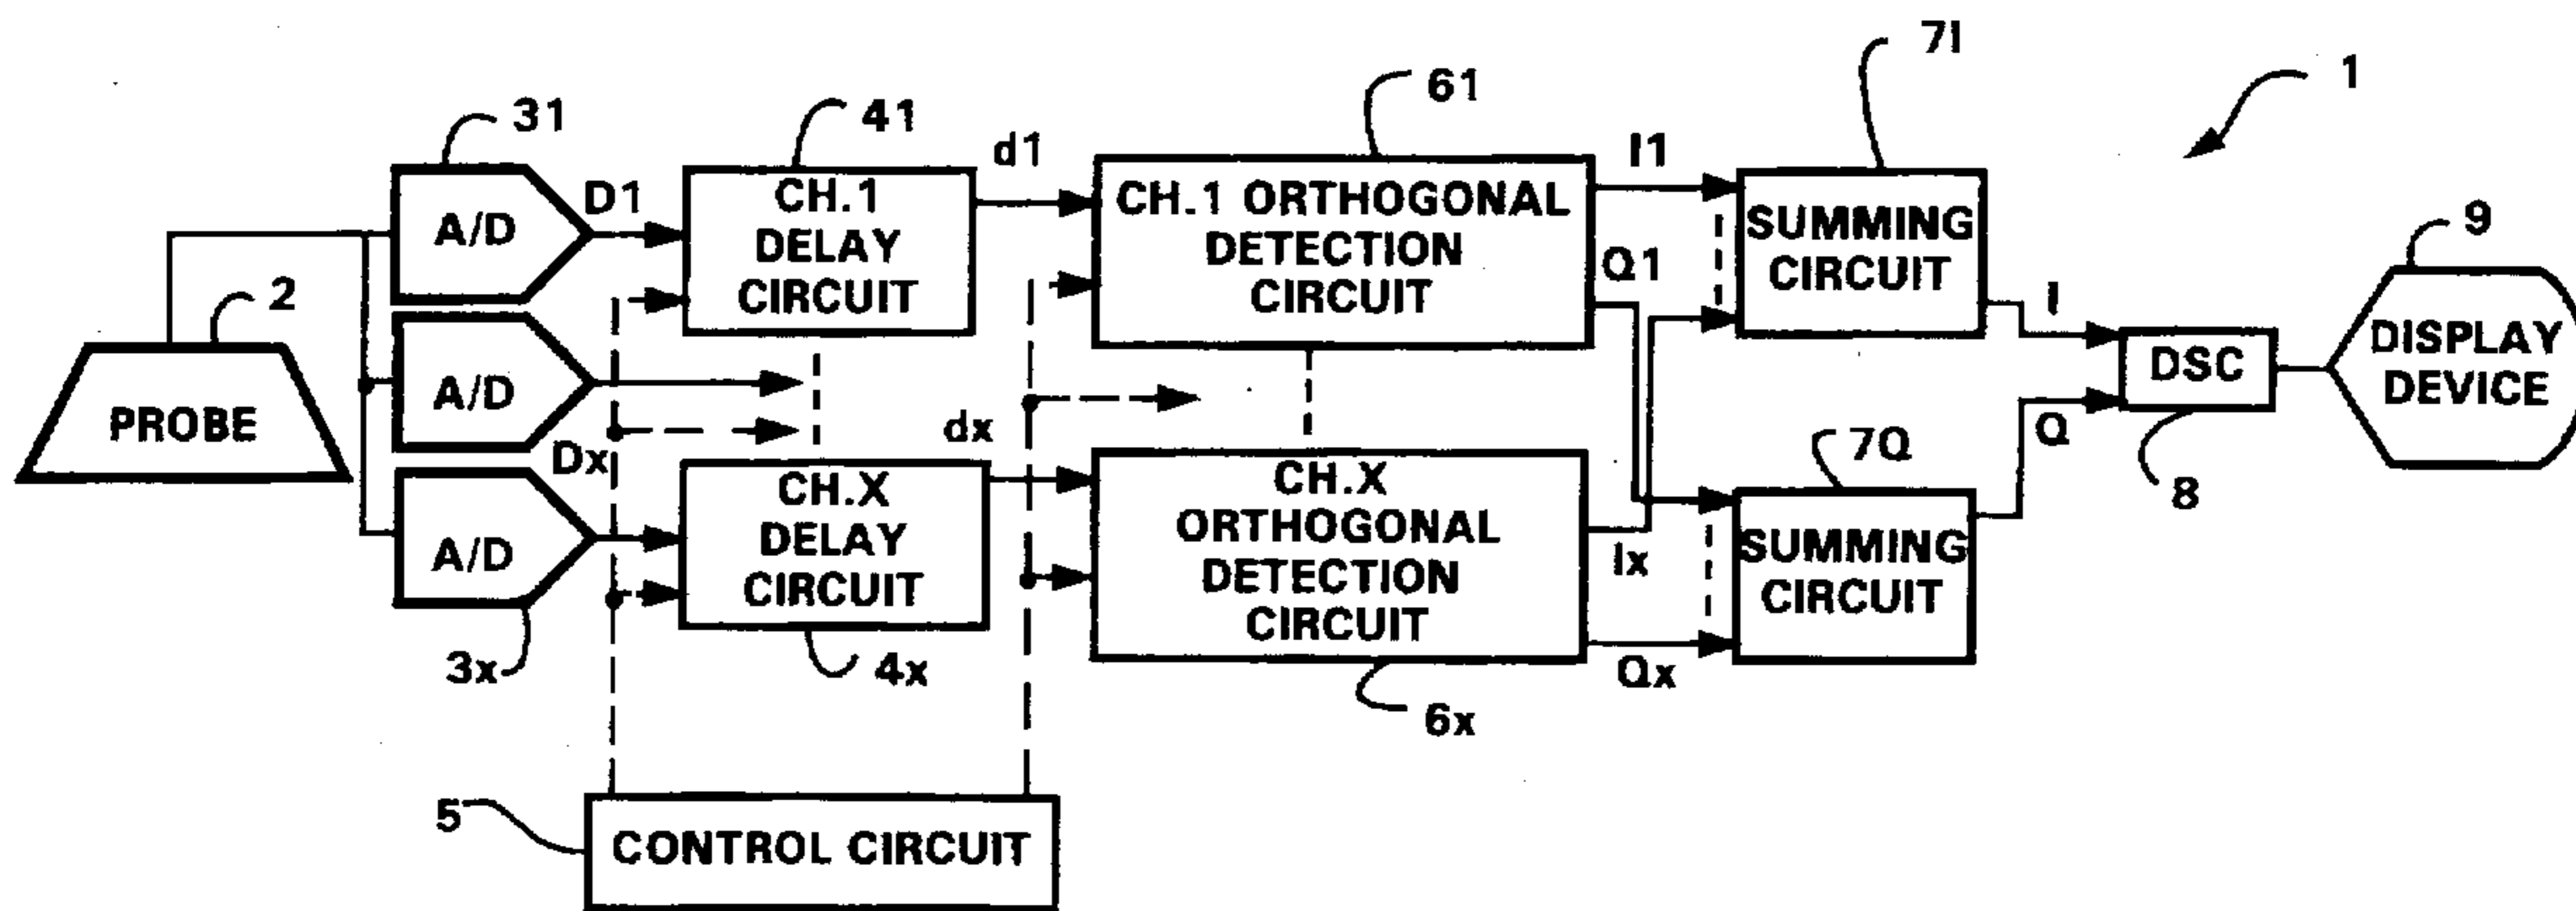 7I
1
61
31
41
d1
I1
D1
A/D
CH.1
DELAY
CIRCUIT
CH.1 ORTHOGONAL
DETECTION
CIRCUIT
SUMMING
CIRCUIT
9
Q1
2
I
DISPLAY
DEVICE
DSC
A/D
PROBE
Dx
dx
7Q
Q
8
CH.X
DELAY
CIRCUIT
CH.X
ORTHOGONAL
DETECTION
CIRCUIT
SUMMING
CIRCUIT
A/D
Ix
3x
4x
Qx
6x
5
CONTROL CIRCUIT